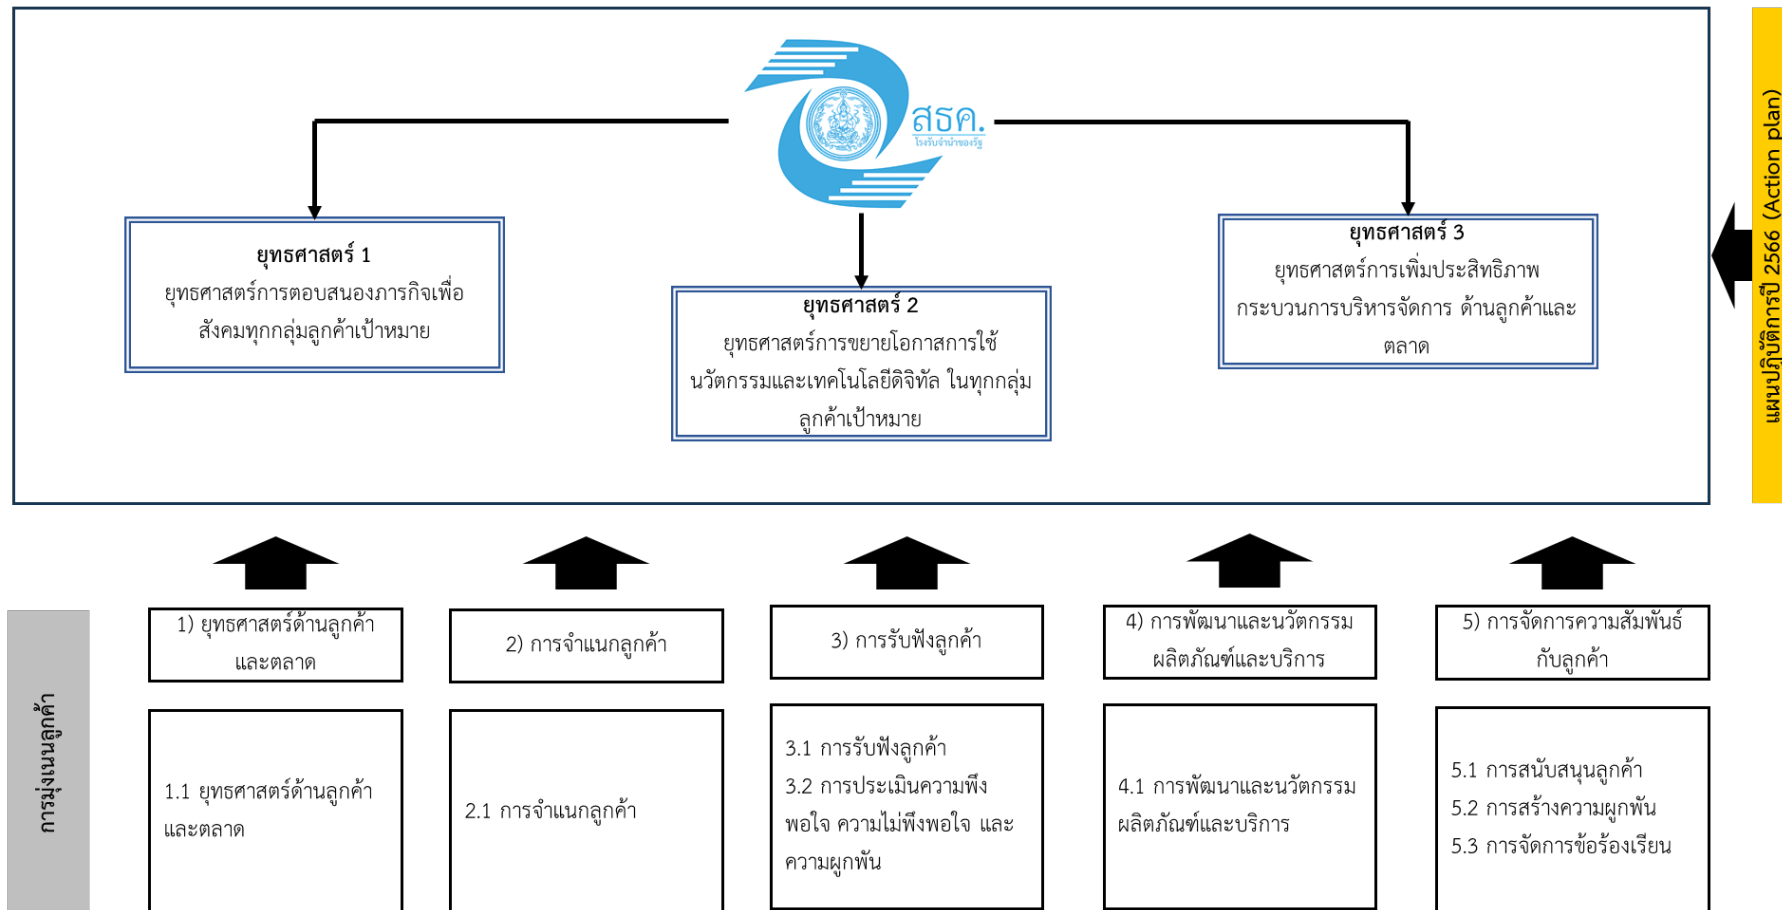 สธค.
โรงรับจำนำของรัฐ
ยุทธศาสตร์ 1
ยุทธศาสตร์การตอบสนองภารกิจเพื่อ
สังคมทุกกลุ่มลูกค้าเป้าหมาย
ยุทธศาสตร์ 2
ยุทธศาสตร์การขยายโอกาสการใช้
นวัตกรรมและเทคโนโลยีดิจิทัล ในทุกกลุ่ม
ลูกค้าเป้าหมาย
ยุทธศาสตร์ 3
ยุทธศาสตร์การเพิ่มประสิทธิภาพ
กระบวนการบริหารจัดการ ด้านลูกค้าและ
ตลาด
แผนปฏิบัติการปี 2566 (Action plan)
การมุ่งเนนลูกค้า
1) ยุทธศาสตร์ด้านลูกค้า
และตลาด
2) การจำแนกลูกค้า
3) การรับฟังลูกค้า
4) การพัฒนาและนวัตกรรม
ผลิตภัณฑ์และบริการ
5) การจัดการความสัมพันธ์
กับลูกค้า
1.1 ยุทธศาสตร์ด้านลูกค้า
และตลาด
2.1 การจำแนกลูกค้า
3.1 การรับฟังลูกค้า
3.2 การประเมินความพึง
พอใจ ความไม่พึงพอใจ และ
ความผูกพัน
4.1 การพัฒนาและนวัตกรรม
ผลิตภัณฑ์และบริการ
5.1 การสนับสนุนลูกค้า
5.2 การสร้างความผูกพัน
5.3 การจัดการข้อร้องเรียน